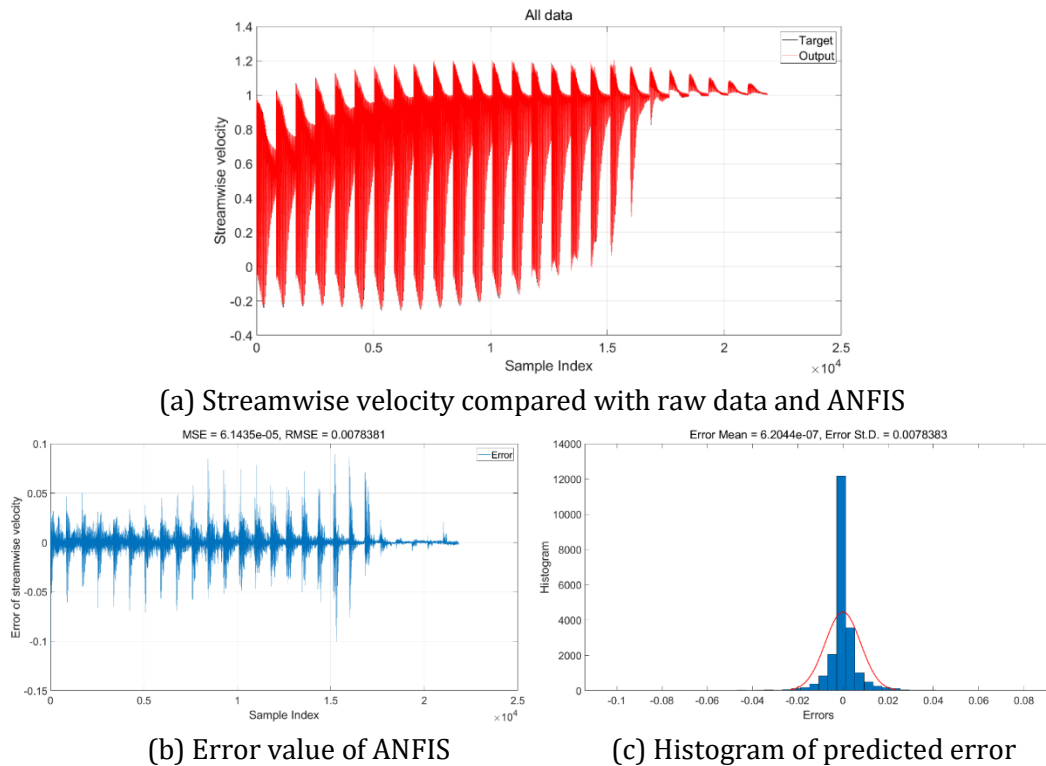 All data
1.4
1.2
1
0.8
0.6
0.4
0.2
0
-0.2
-0.4
Streamwise velocity
Target
Output
0 0.5 1 1.5 2 2.5
Sample Index
×10⁴
(a) Streamwise velocity compared with raw data and ANFIS
MSE = 6.1435e-05, RMSE = 0.0078381
0.1
0.05
0
-0.05
-0.1
-0.15
Error of streamwise velocity
Error
0 0.5 1 1.5 2 2.5
Sample Index
×10⁴
(b) Error value of ANFIS
Error Mean = 6.2044e-07, Error St.D. = 0.0078383
14000
12000
10000
8000
6000
4000
2000
0
Histogram
-0.1 -0.08 -0.06 -0.04 -0.02 0 0.02 0.04 0.06 0.08
Errors
(c) Histogram of predicted error